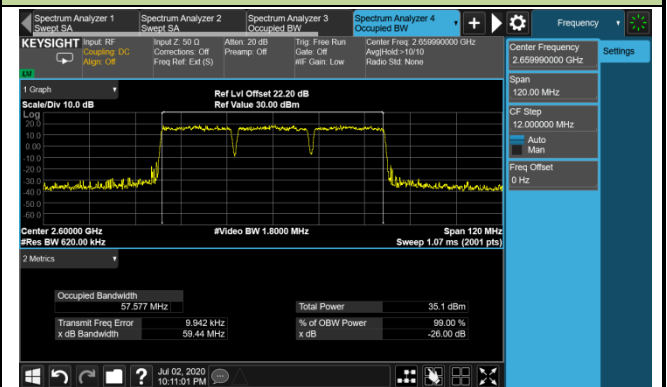 Spectrum Analyzer 1
Swept SA
Spectrum Analyzer 2
Swept SA
Spectrum Analyzer 3
Occupied BW
Spectrum Analyzer 4
Occupied BW
Frequency
KEYSIGHT
Input: RF
Coupling: DC
Align: Off
Input Z: 50 Ω
Corrections: Off
Freq Ref: Ext (S)
Atten: 20 dB
Preamp: Off
Trig: Free Run
Gate: Off
#IF Gain: Low
Center Freq: 2.659990000 GHz
Avg|Hold:>10/10
Radio Std: None
LXI
Center Frequency
2.659990000 GHz
Settings
Span
120.00 MHz
CF Step
12.000000 MHz
Auto
Man
Freq Offset
0 Hz
1 Graph
Scale/Div 10.0 dB
Ref Lvl Offset 22.20 dB
Ref Value 30.00 dBm
Log
20.0
10.0
0.00
-10.0
-20.0
-30.0
-40.0
-50.0
-60.0
Center 2.60000 GHz
#Res BW 620.00 kHz
#Video BW 1.8000 MHz
Span 120 MHz
Sweep 1.07 ms (2001 pts)
2 Metrics
Occupied Bandwidth
57.577 MHz
Total Power
35.1 dBm
Transmit Freq Error
9.942 kHz
% of OBW Power
99.00 %
x dB Bandwidth
59.44 MHz
x dB
-26.00 dB
Jul 02, 2020
10:11:01 PM